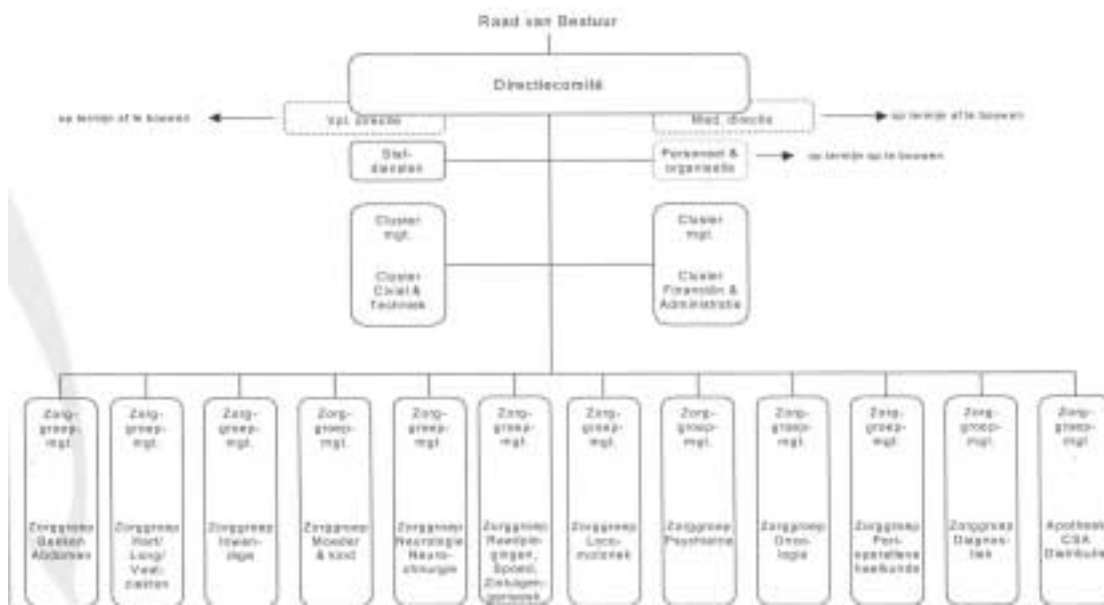 Raad van Bestuur
Directiecomité
op termijn af te bouwen
Vpl. directie
Med. directie
op termijn af te bouwen
Staf-
diensten
Personeel &
organisatie
op termijn op te bouwen
Cluster
mgt.
Cluster
Civiel &
Techniek
Cluster
mgt.
Cluster
Financiën &
Administratie
Zorg-
groep-
mgt.
Zorggroep
Abdomen
Zorg-
groep-
mgt.
Zorggroep
Hart/
Long/
Vaat-
ziekten
Zorg-
groep-
mgt.
Zorggroep
Inwen-
dige
Zorg-
groep-
mgt.
Zorggroep
Moeder
& kind
Zorg-
groep-
mgt.
Zorggroep
Neurologie
Neuro-
chirurgie
Zorg-
groep-
mgt.
Zorggroep
Raadple-
gingen,
Spoed,
Zorg-
groep-
mgt.
Zorggroep
Loco-
motoriek
Zorg-
groep-
mgt.
Zorggroep
Psychiatrie
Zorg-
groep-
mgt.
Zorggroep
Onco-
logie
Zorg-
groep-
mgt.
Zorggroep
Peri-
operatieve
heelkunde
Zorg-
groep-
mgt.
Zorggroep
Diagnos-
tiek
Zorg-
groep-
mgt.
Apotheek
CSA
Distributie